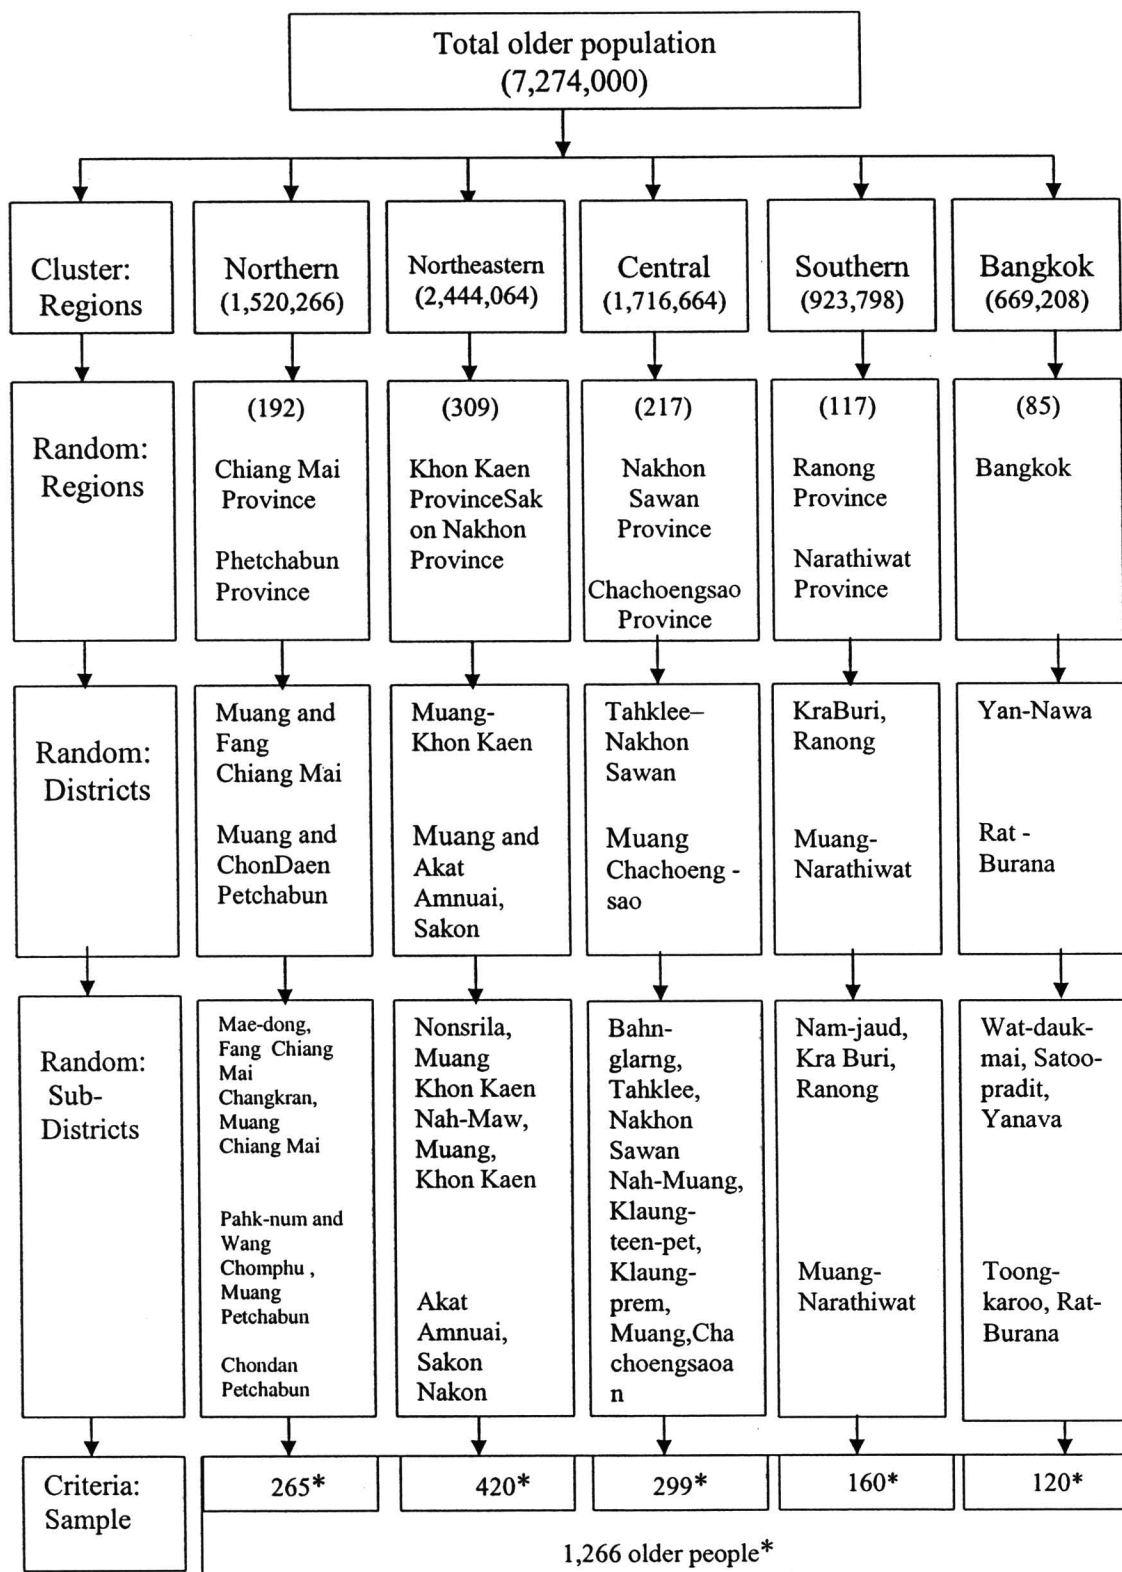 Total older population
(7,274,000)
Cluster:
Regions
Northern
(1,520,266)
Northeastern
(2,444,064)
Central
(1,716,664)
Southern
(923,798)
Bangkok
(669,208)
Random:
Regions
(192)
Chiang Mai
Province
Phetchabun
Province
(309)
Khon Kaen
ProvinceSak
on Nakhon
Province
(217)
Nakhon
Sawan
Province
Chachoengsao
Province
(117)
Ranong
Province
Narathiwat
Province
(85)
Bangkok
Random:
Districts
Muang and
Fang
Chiang Mai
Muang and
ChonDaen
Petchabun
Muang-
Khon Kaen
Muang and
Akat
Amnuai,
Sakon
Tahklee–
Nakhon
Sawan
Muang
Chachoeng -
sao
KraBuri,
Ranong
Muang-
Narathiwat
Yan-Nawa
Rat -
Burana
Random:
Sub-
Districts
Mae-dong,
Fang Chiang
Mai
Changkran,
Muang
Chiang Mai
Pahk-num and
Wang
Chomphu ,
Muang
Petchabun
Chondan
Petchabun
Nonsrila,
Muang
Khon Kaen
Nah-Maw,
Muang,
Khon Kaen
Akat
Amnuai,
Sakon
Nakon
Bahn-
glarng,
Tahklee,
Nakhon
Sawan
Nah-Muang,
Klaung-
teen-pet,
Klaung-
prem,
Muang,Cha
choengsaoa
n
Nam-jaud,
Kra Buri,
Ranong
Muang-
Narathiwat
Wat-dauk-
mai, Satoo-
pradit,
Yanava
Toong-
karoo, Rat-
Burana
Criteria:
Sample
265*
420*
299*
160*
120*
1,266 older people*